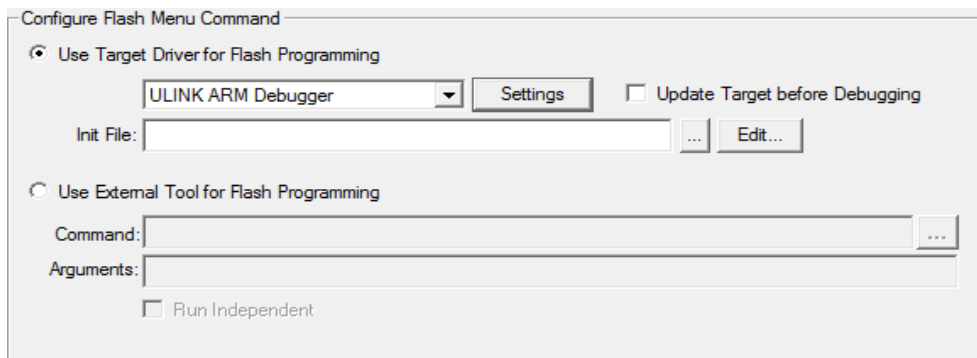 Configure Flash Menu Command
Use Target Driver for Flash Programming
ULINK ARM Debugger Settings Update Target before Debugging
Init File: ... Edit...
Use External Tool for Flash Programming
Command: ...
Arguments:
Run Independent